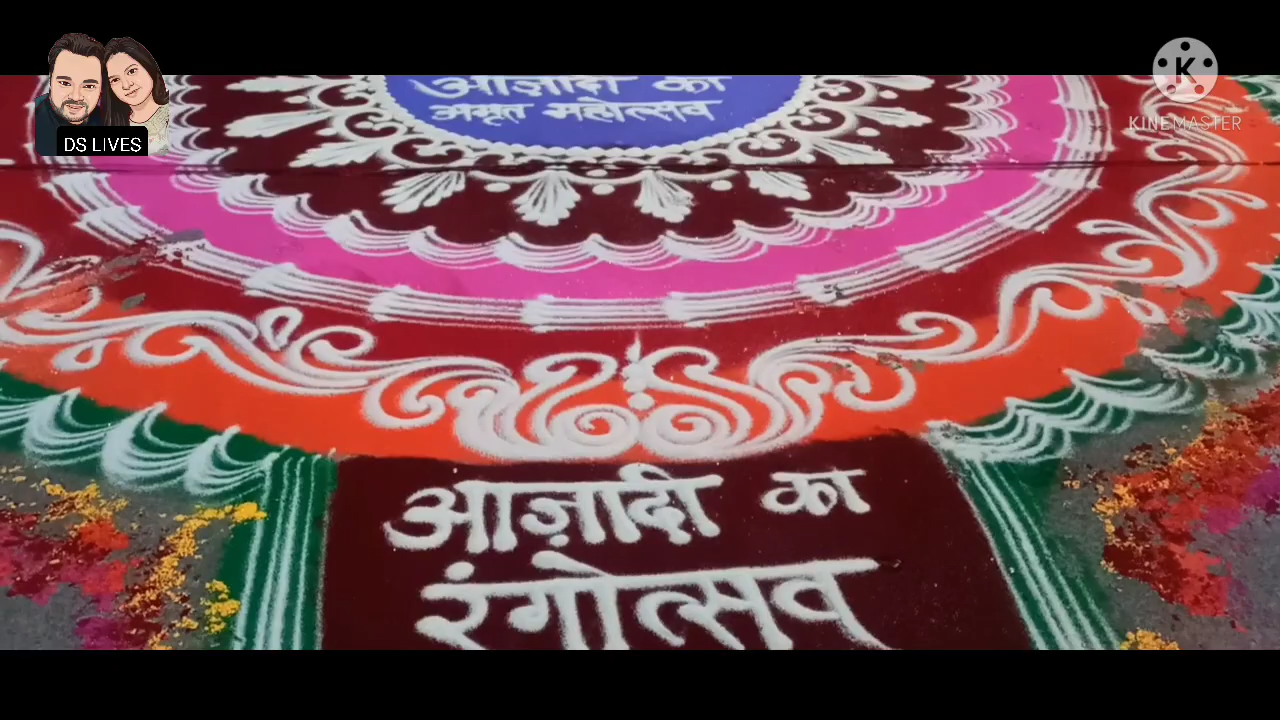 आज़ादी का
अमृत महोत्सव
DS LIVES
KINEMASTER
आज़ादी का
रंगोत्सव